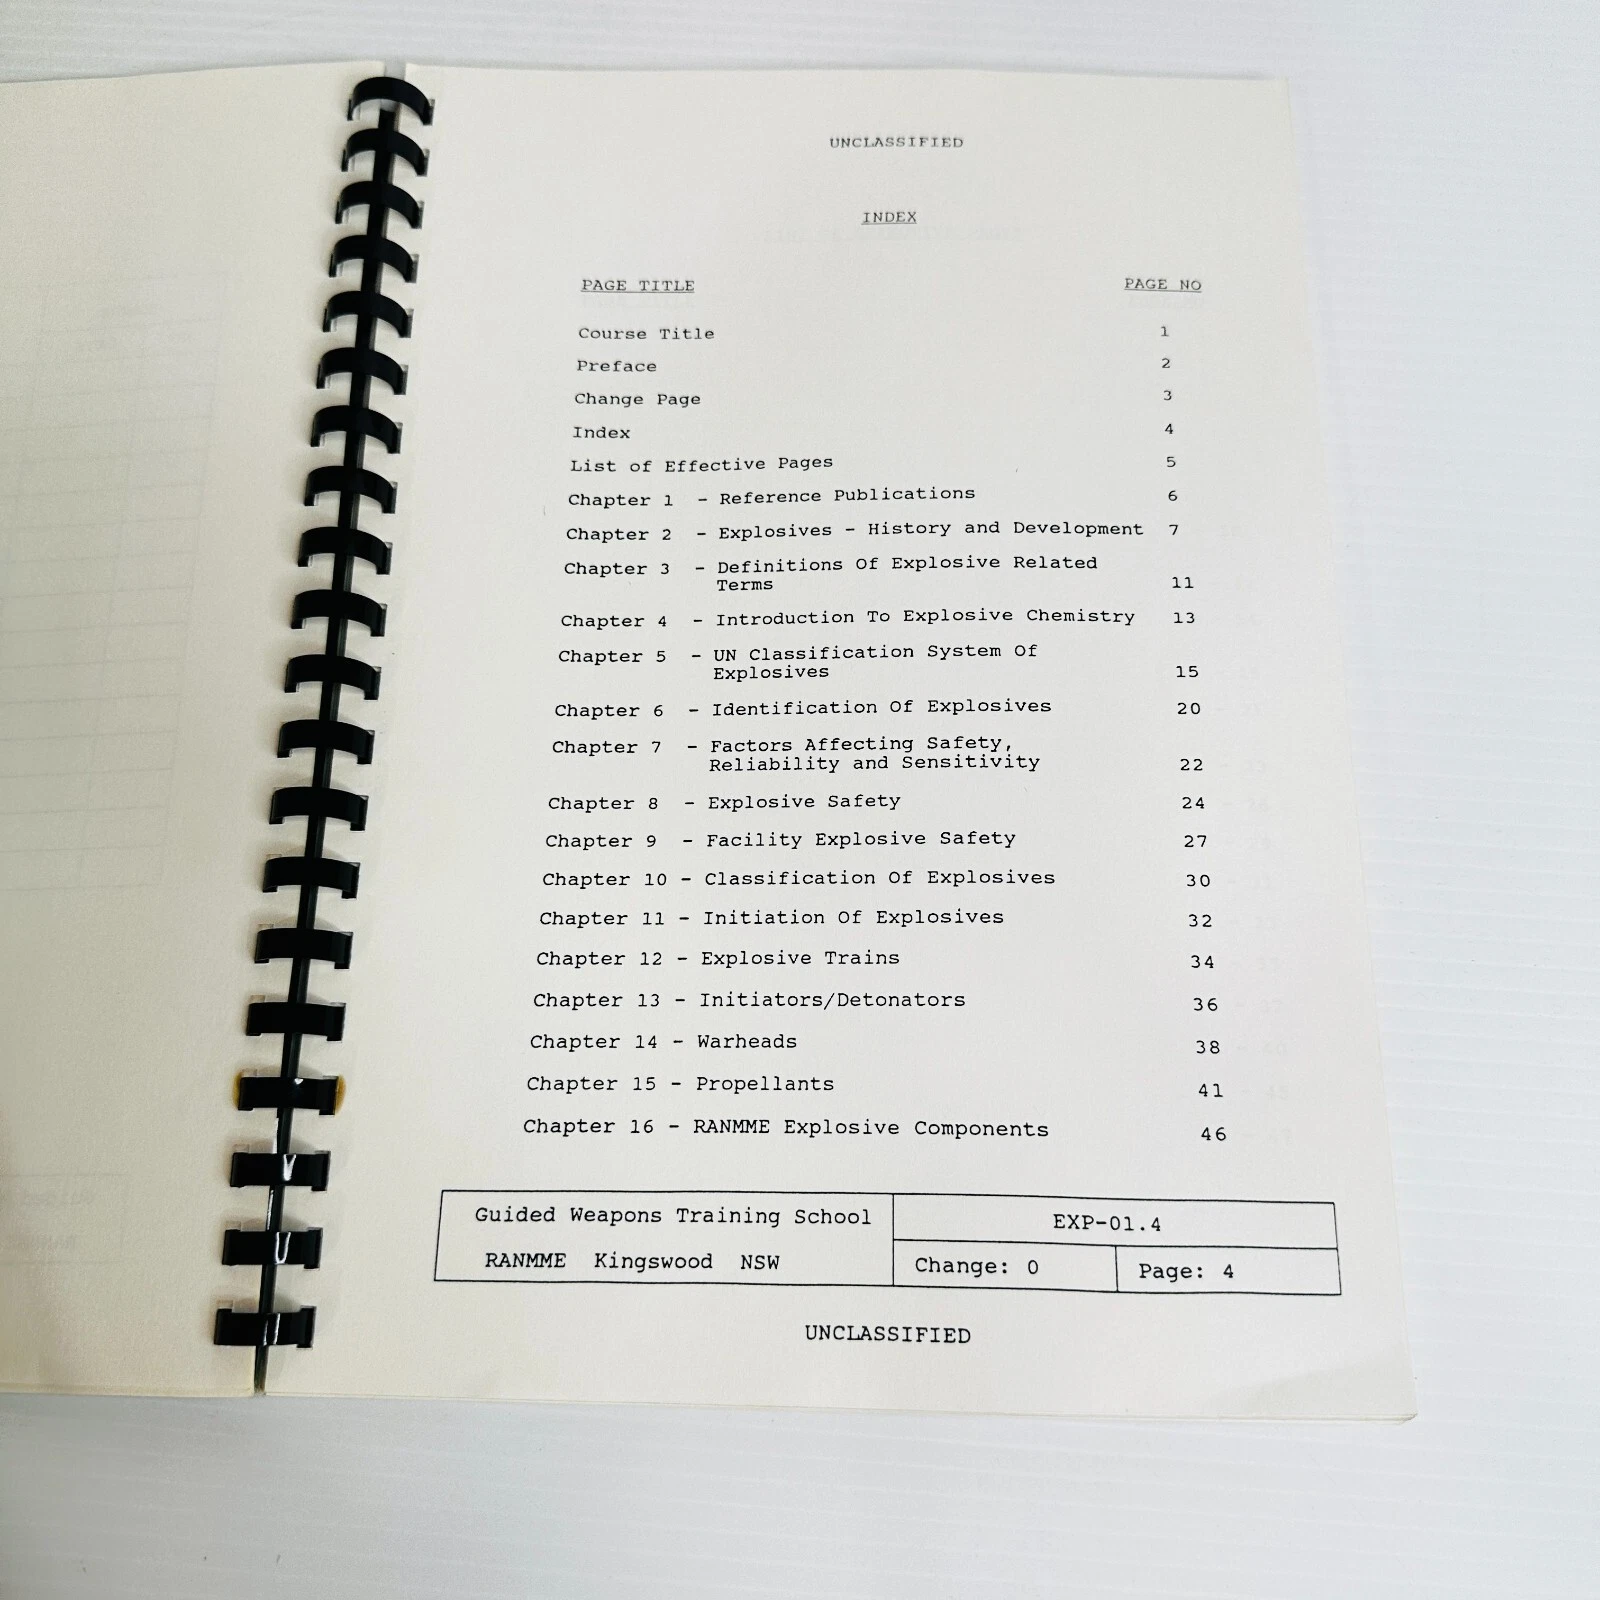 UNCLASSIFIED
INDEX
PAGE TITLE PAGE NO
Course Title 1
Preface 2
Change Page 3
Index 4
List of Effective Pages 5
Chapter 1 - Reference Publications 6
Chapter 2 - Explosives - History and Development 7
Chapter 3 - Definitions Of Explosive Related
Terms 11
Chapter 4 - Introduction To Explosive Chemistry 13
Chapter 5 - UN Classification System Of
Explosives 15
Chapter 6 - Identification Of Explosives 20
Chapter 7 - Factors Affecting Safety,
Reliability and Sensitivity 22
Chapter 8 - Explosive Safety 24
Chapter 9 - Facility Explosive Safety 27
Chapter 10 - Classification Of Explosives 30
Chapter 11 - Initiation Of Explosives 32
Chapter 12 - Explosive Trains 34
Chapter 13 - Initiators/Detonators 36
Chapter 14 - Warheads 38
Chapter 15 - Propellants 41
Chapter 16 - RANMME Explosive Components 46
Guided Weapons Training School EXP-01.4
RANMME Kingswood NSW Change: 0 Page: 4
UNCLASSIFIED